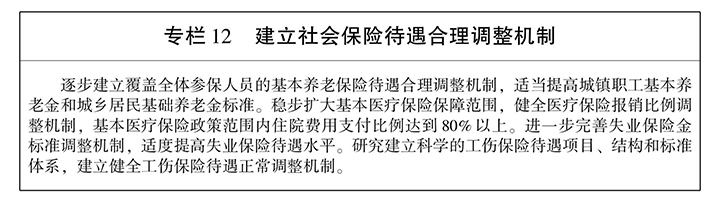 专栏 12 建立社会保险待遇合理调整机制
逐步建立覆盖全体参保人员的基本养老保险待遇合理调整机制，适当提高城镇职工基本养
老金和城乡居民基础养老金标准。稳步扩大基本医疗保险保障范围，健全医疗保险报销比例调
整机制，基本医疗保险政策范围内住院费用支付比例达到 80% 以上。进一步完善失业保险金
标准调整机制，适度提高失业保险待遇水平。研究建立科学的工伤保险待遇项目、结构和标准
体系，建立健全工伤保险待遇正常调整机制。